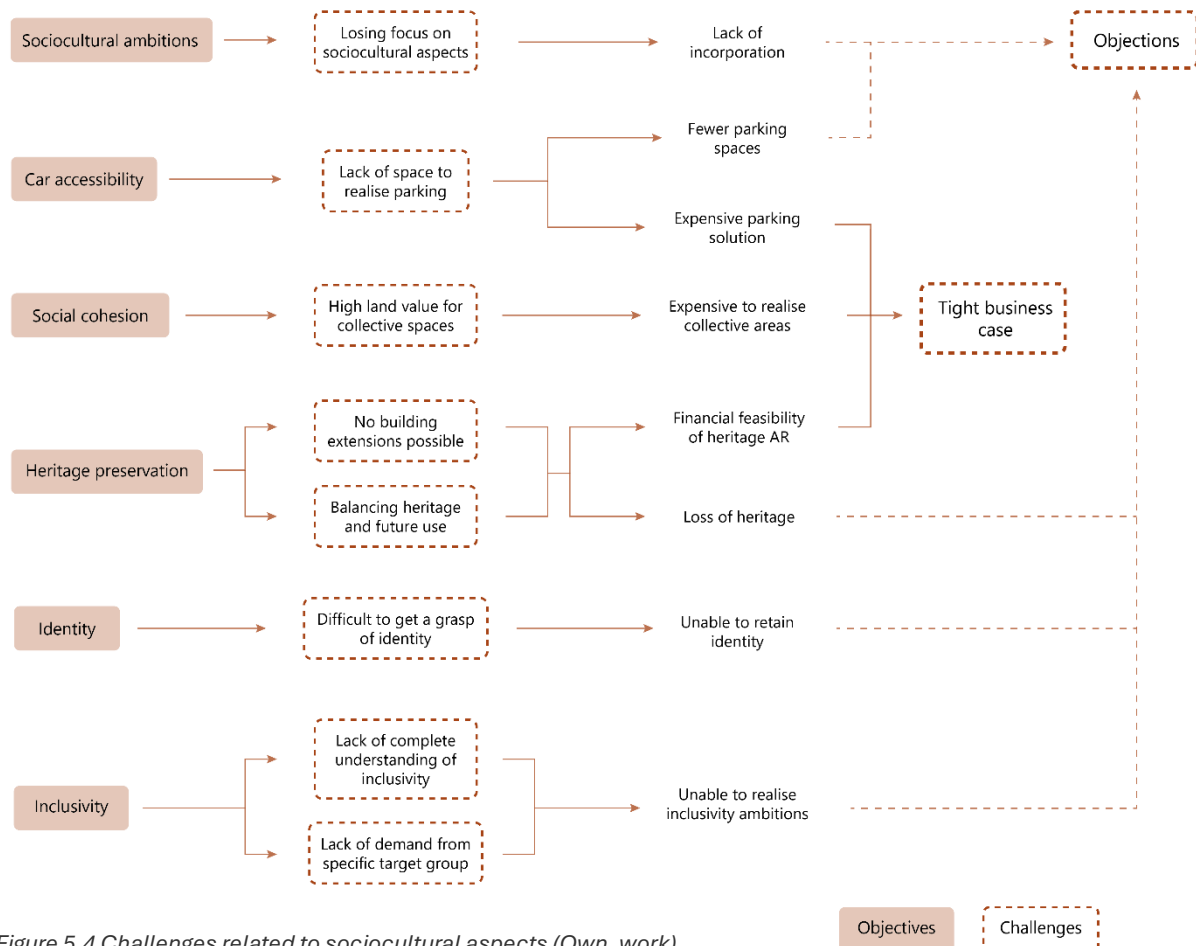 Sociocultural ambitions
Losing focus on
sociocultural aspects
Lack of
incorporation
Objections
Car accessibility
Lack of space to
realise parking
Fewer parking
spaces
Expensive parking
solution
Social cohesion
High land value for
collective spaces
Expensive to realise
collective areas
Tight business
case
Heritage preservation
No building
extensions possible
Balancing heritage
and future use
Financial feasibility
of heritage AR
Loss of heritage
Identity
Difficult to get a grasp
of identity
Unable to retain
identity
Inclusivity
Lack of complete
understanding of
inclusivity
Lack of demand from
specific target group
Unable to realise
inclusivity ambitions
Objectives
Challenges
Figure 5.4 Challenges related to sociocultural aspects (Own, work)